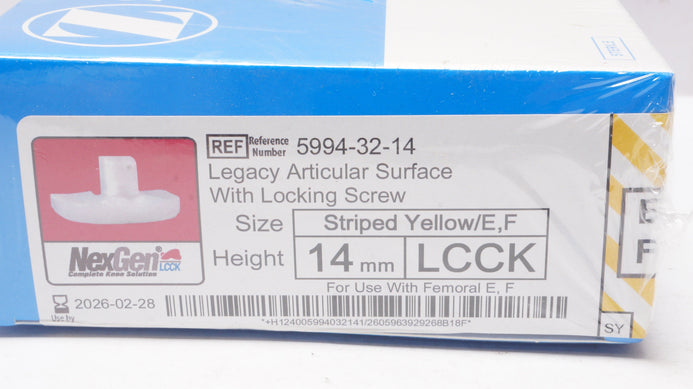 STERILE
REF Reference Number 5994-32-14
Legacy Articular Surface
With Locking Screw
Size Striped Yellow/E,F
Height 14 mm LCCK
For Use With Femoral E, F
NexGen LCCK
Complete Knee Solution
Use by 2026-02-28
*+H124005994032141/2605963929268B18F*
E
F
SY